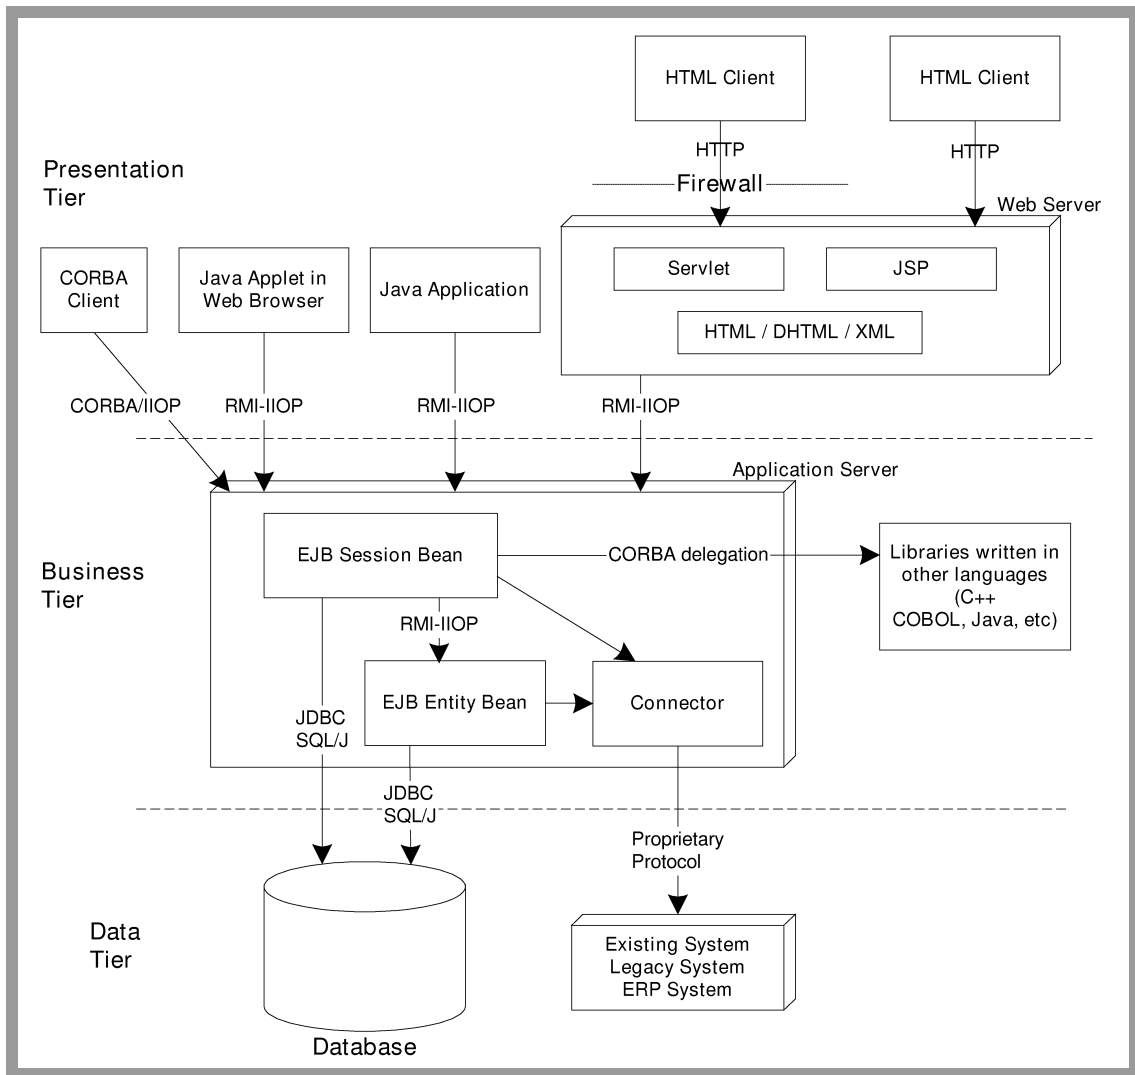 HTML Client
HTML Client
HTTP
HTTP
Presentation
Tier
Firewall
Web Server
CORBA
Client
Java Applet in
Web Browser
Java Application
Servlet
JSP
HTML / DHTML / XML
CORBA/IIOP
RMI-IIOP
RMI-IIOP
RMI-IIOP
Application Server
Business
Tier
EJB Session Bean
CORBA delegation
Libraries written in
other languages
(C++
COBOL, Java, etc)
RMI-IIOP
EJB Entity Bean
Connector
JDBC
SQL/J
JDBC
SQL/J
Proprietary
Protocol
Data
Tier
Existing System
Legacy System
ERP System
Database